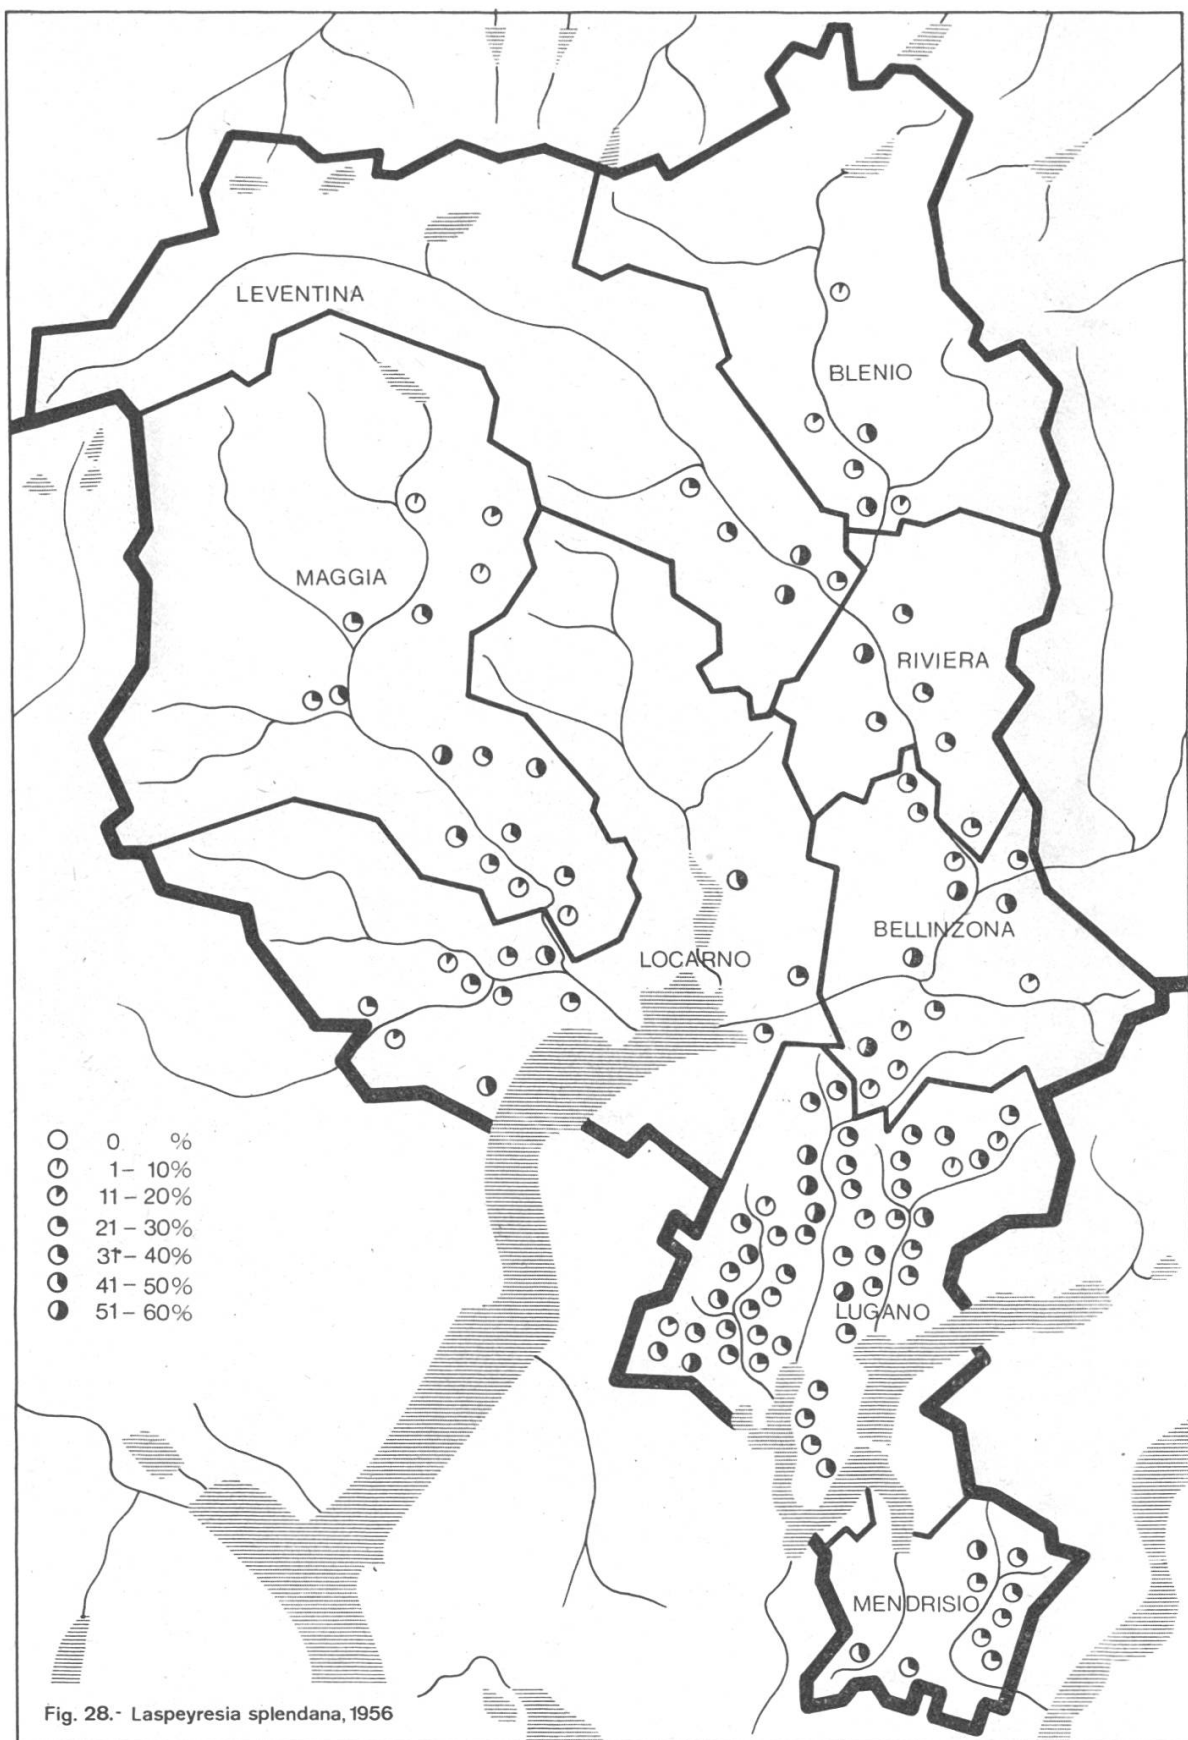 LEVENTINA
BLENIO
MAGGIA
RIVIERA
BELLINZONA
LOCARNO
0 %
1 – 10%
11 – 20%
21 – 30%
31 – 40%
41 – 50%
51 – 60%
LUGANO
MENDRISIO
Fig. 28.- Laspeyresia splendana, 1956